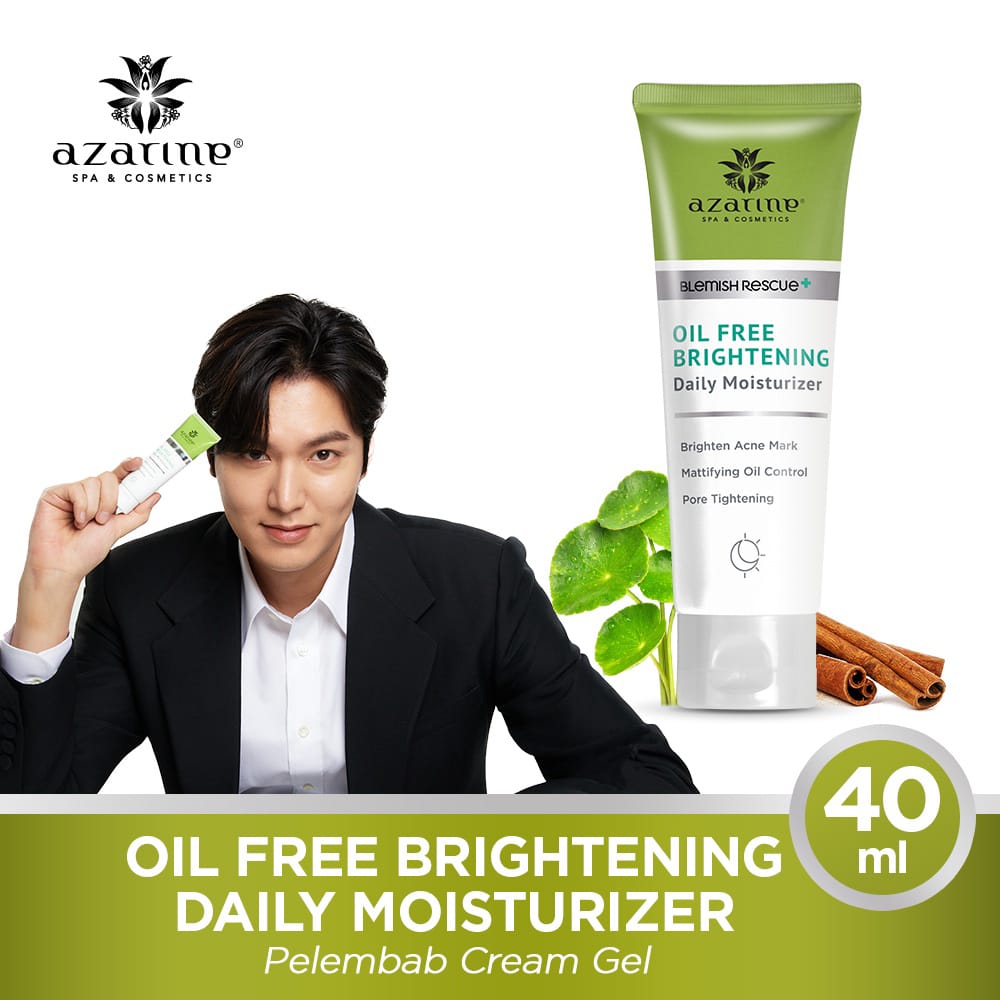 azarine®
SPA & COSMETICS
azarine®
SPA & COSMETICS
BLEMISH RESCUE+
OIL FREE
BRIGHTENING
Daily Moisturizer
Brighten Acne Mark
Mattifying Oil Control
Pore Tightening
40
ml
OIL FREE BRIGHTENING
DAILY MOISTURIZER
Pelembab Cream Gel